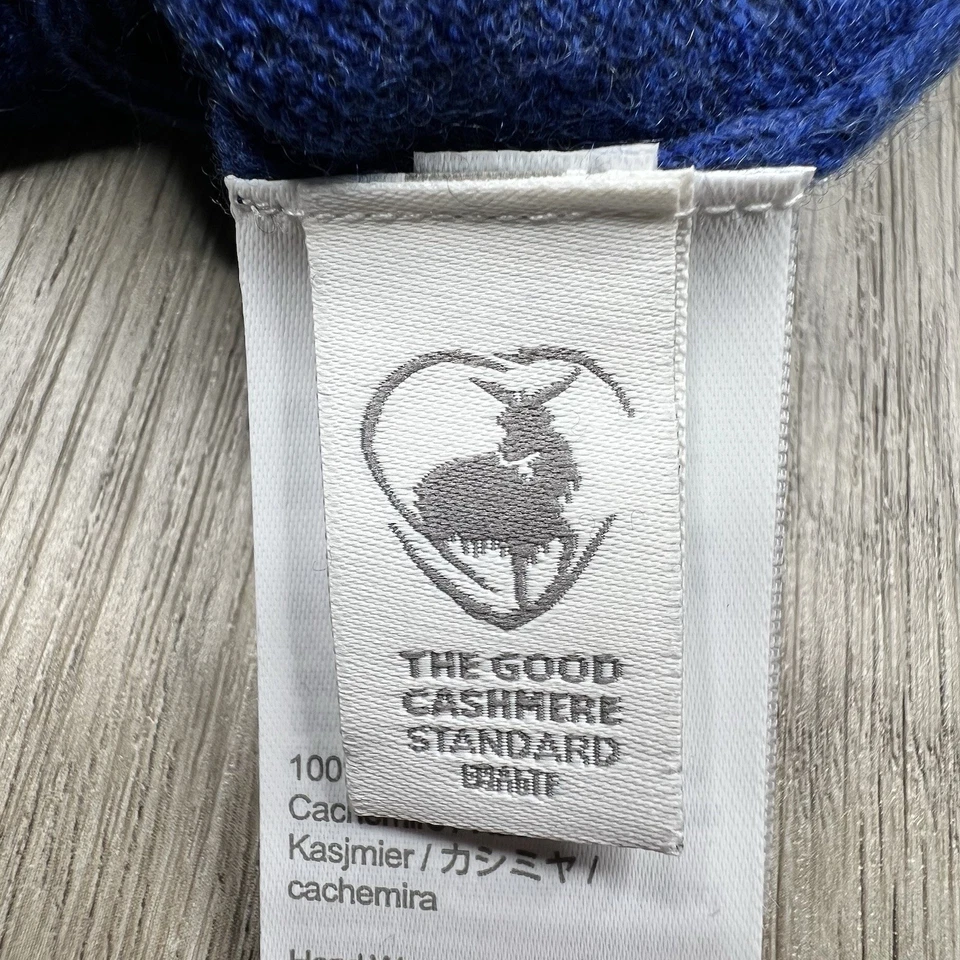 THE GOOD
CASHMERE
STANDARD
100
Kasjmier / カシミヤ /
cachemira